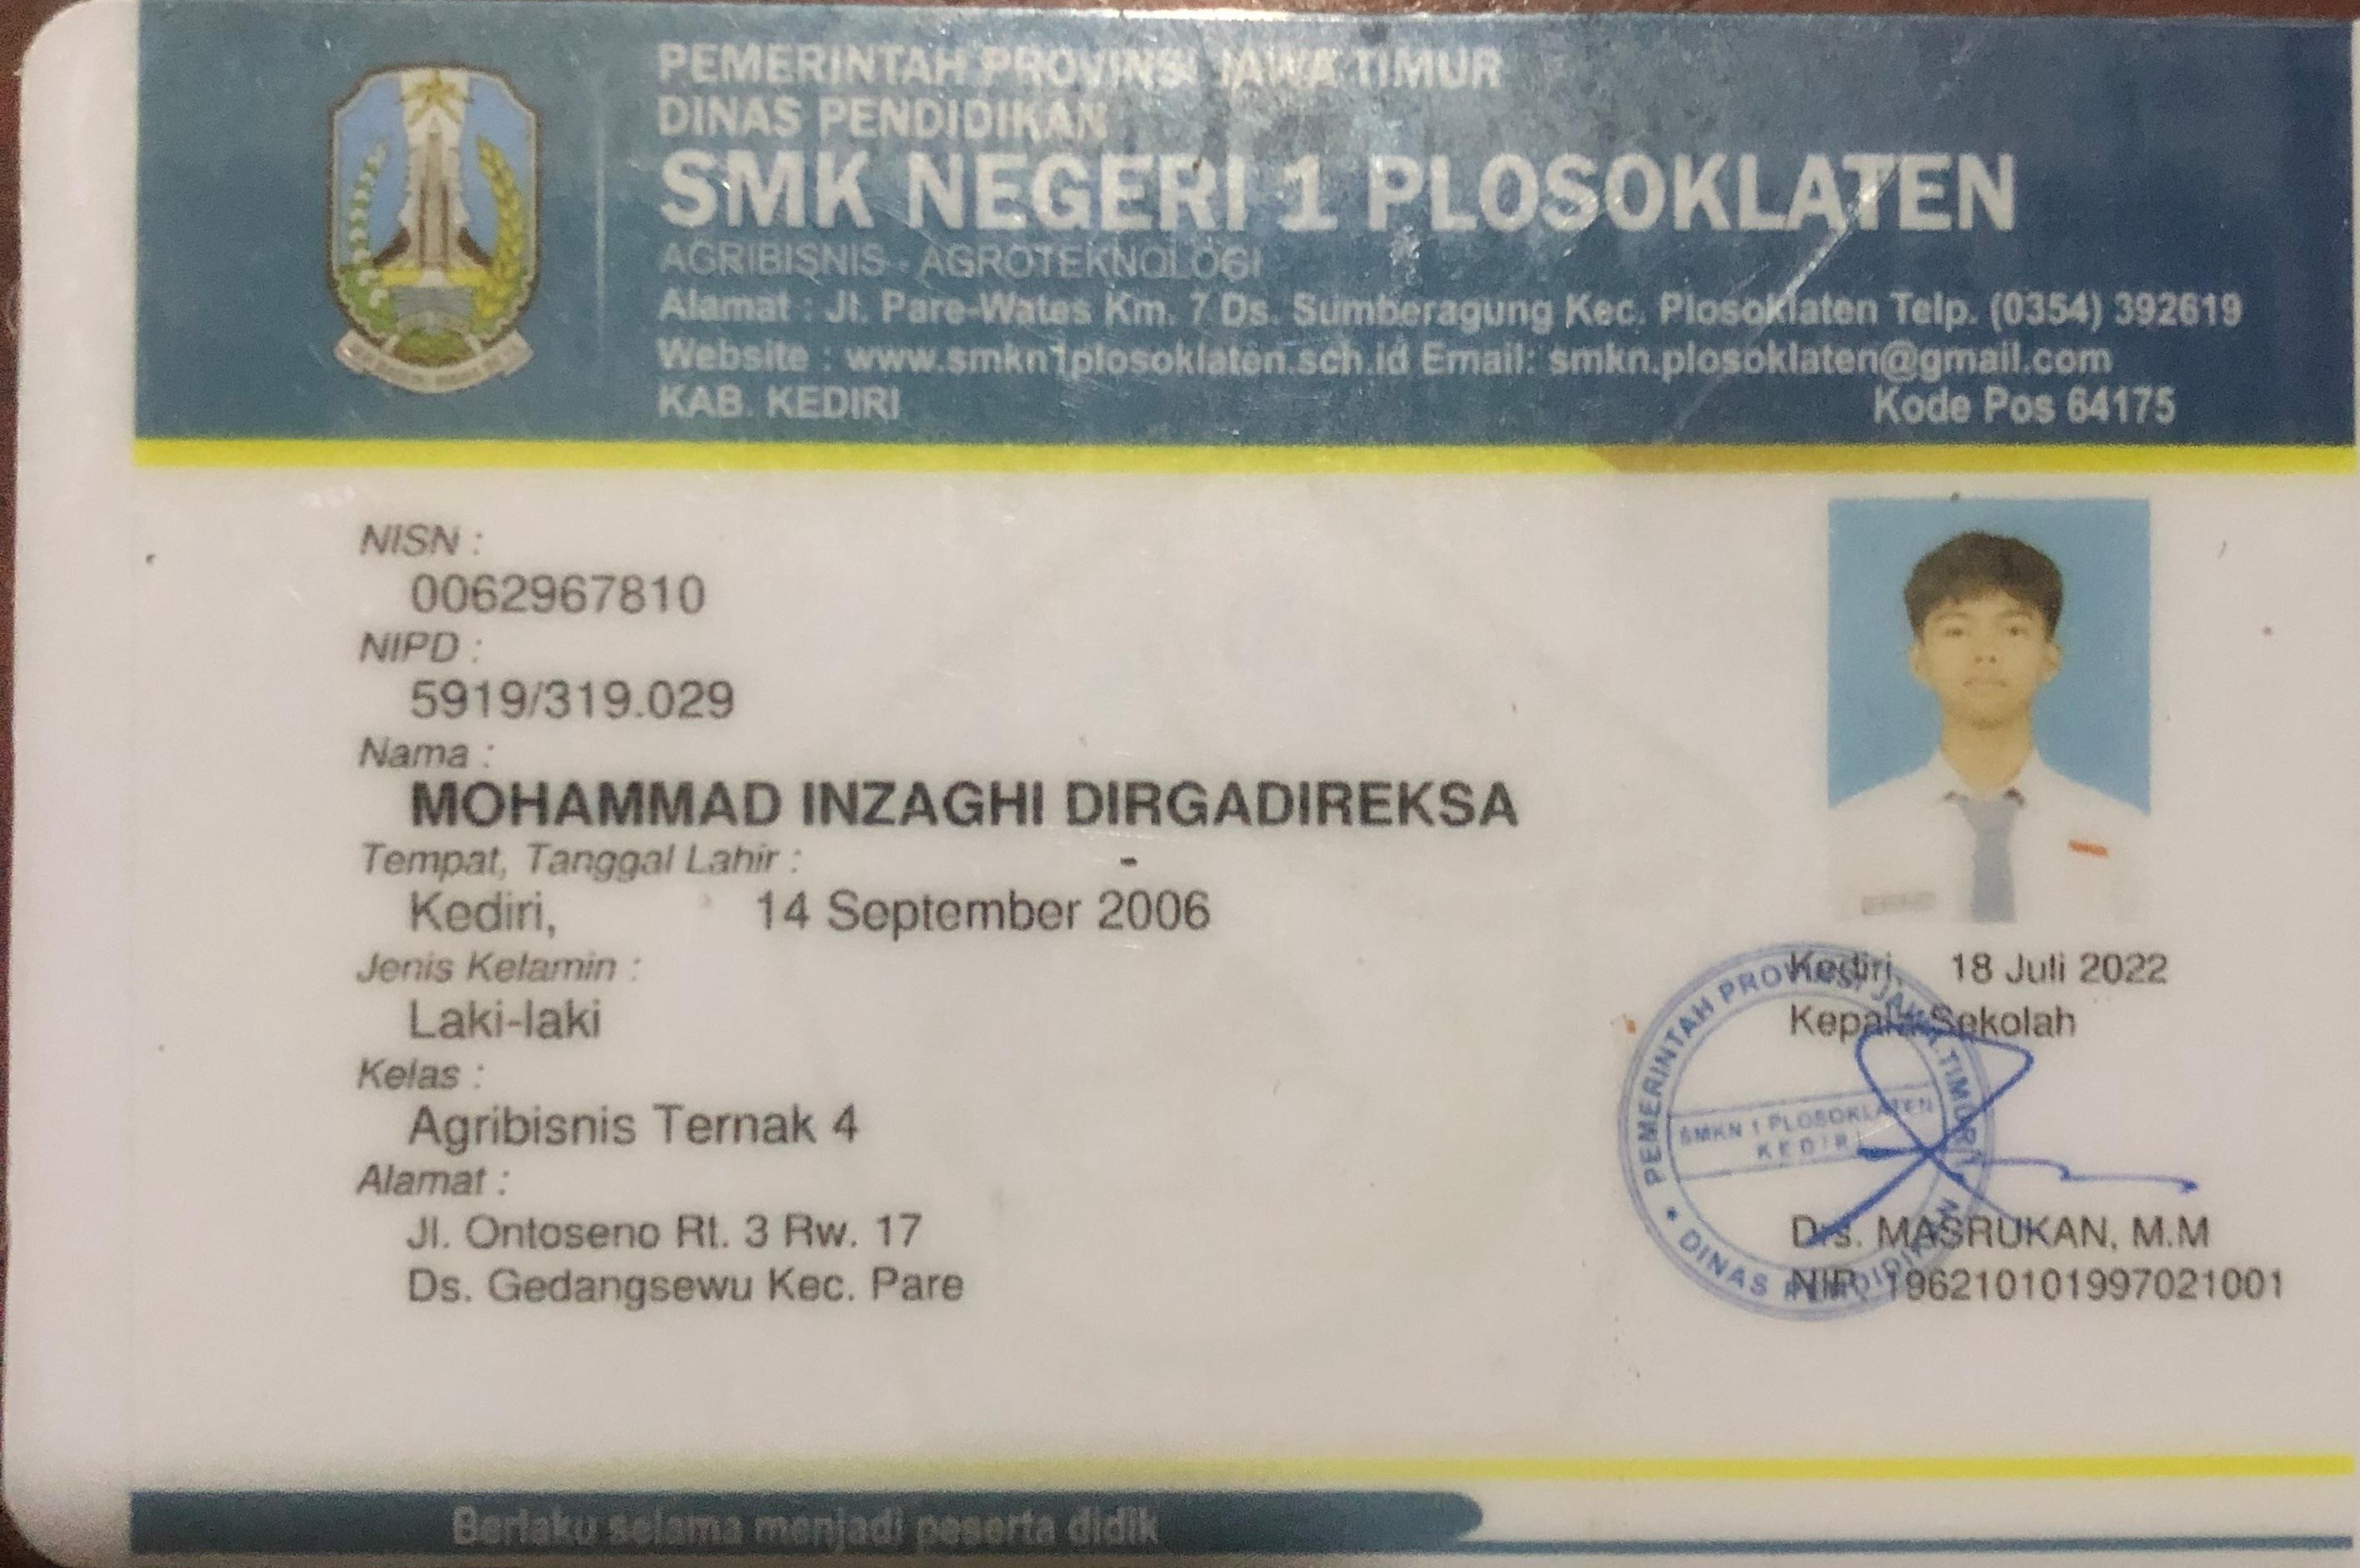 PEMERINTAH PROVINSI JAWA TIMUR
DINAS PENDIDIKAN
SMK NEGERI 1 PLOSOKLATEN
AGRIBISNIS - AGROTEKNOLOGI
Alamat : Jl. Pare-Wates Km. 7 Ds. Sumberagung Kec. Plosoklaten Telp. (0354) 392619
Website : www.smkn1plosoklaten.sch.id Email: smkn.plosoklaten@gmail.com
KAB. KEDIRI Kode Pos 64175
NISN :
0062967810
NIPD :
5919/319.029
Nama :
MOHAMMAD INZAGHI DIRGADIREKSA
Tempat, Tanggal Lahir : -
Kediri, 14 September 2006
Jenis Kelamin :
Laki-laki
Kelas :
Agribisnis Ternak 4
Alamat :
Jl. Ontoseno Rt. 3 Rw. 17
Ds. Gedangsewu Kec. Pare
Kediri, 18 Juli 2022
Kepala Sekolah
PEMERINTAH PROVINSI JAWA TIMUR
SMKN 1 PLOSOKLATEN
KEDIRI
DINAS PENDIDIKAN
Drs. MASRUKAN, M.M
NIP. 196210101997021001
Berlaku selama menjadi peserta didik